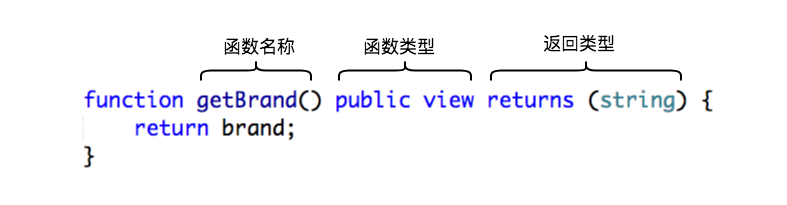 函数名称 函数类型 返回类型
function getBrand() public view returns (string) {
return brand;
}